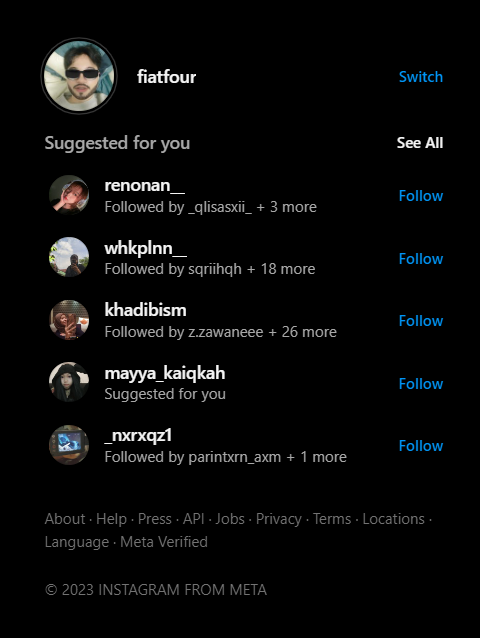 fiatfour Switch
Suggested for you See All
renonan__
Followed by _qlisasxii_ + 3 more Follow
whkplnn__
Followed by sqriihqh + 18 more Follow
khadibism
Followed by z.zawaneee + 26 more Follow
mayya_kaiqkah
Suggested for you Follow
_nxrxqz1
Followed by parintxrn_axm + 1 more Follow
About · Help · Press · API · Jobs · Privacy · Terms · Locations ·
Language · Meta Verified
© 2023 INSTAGRAM FROM META